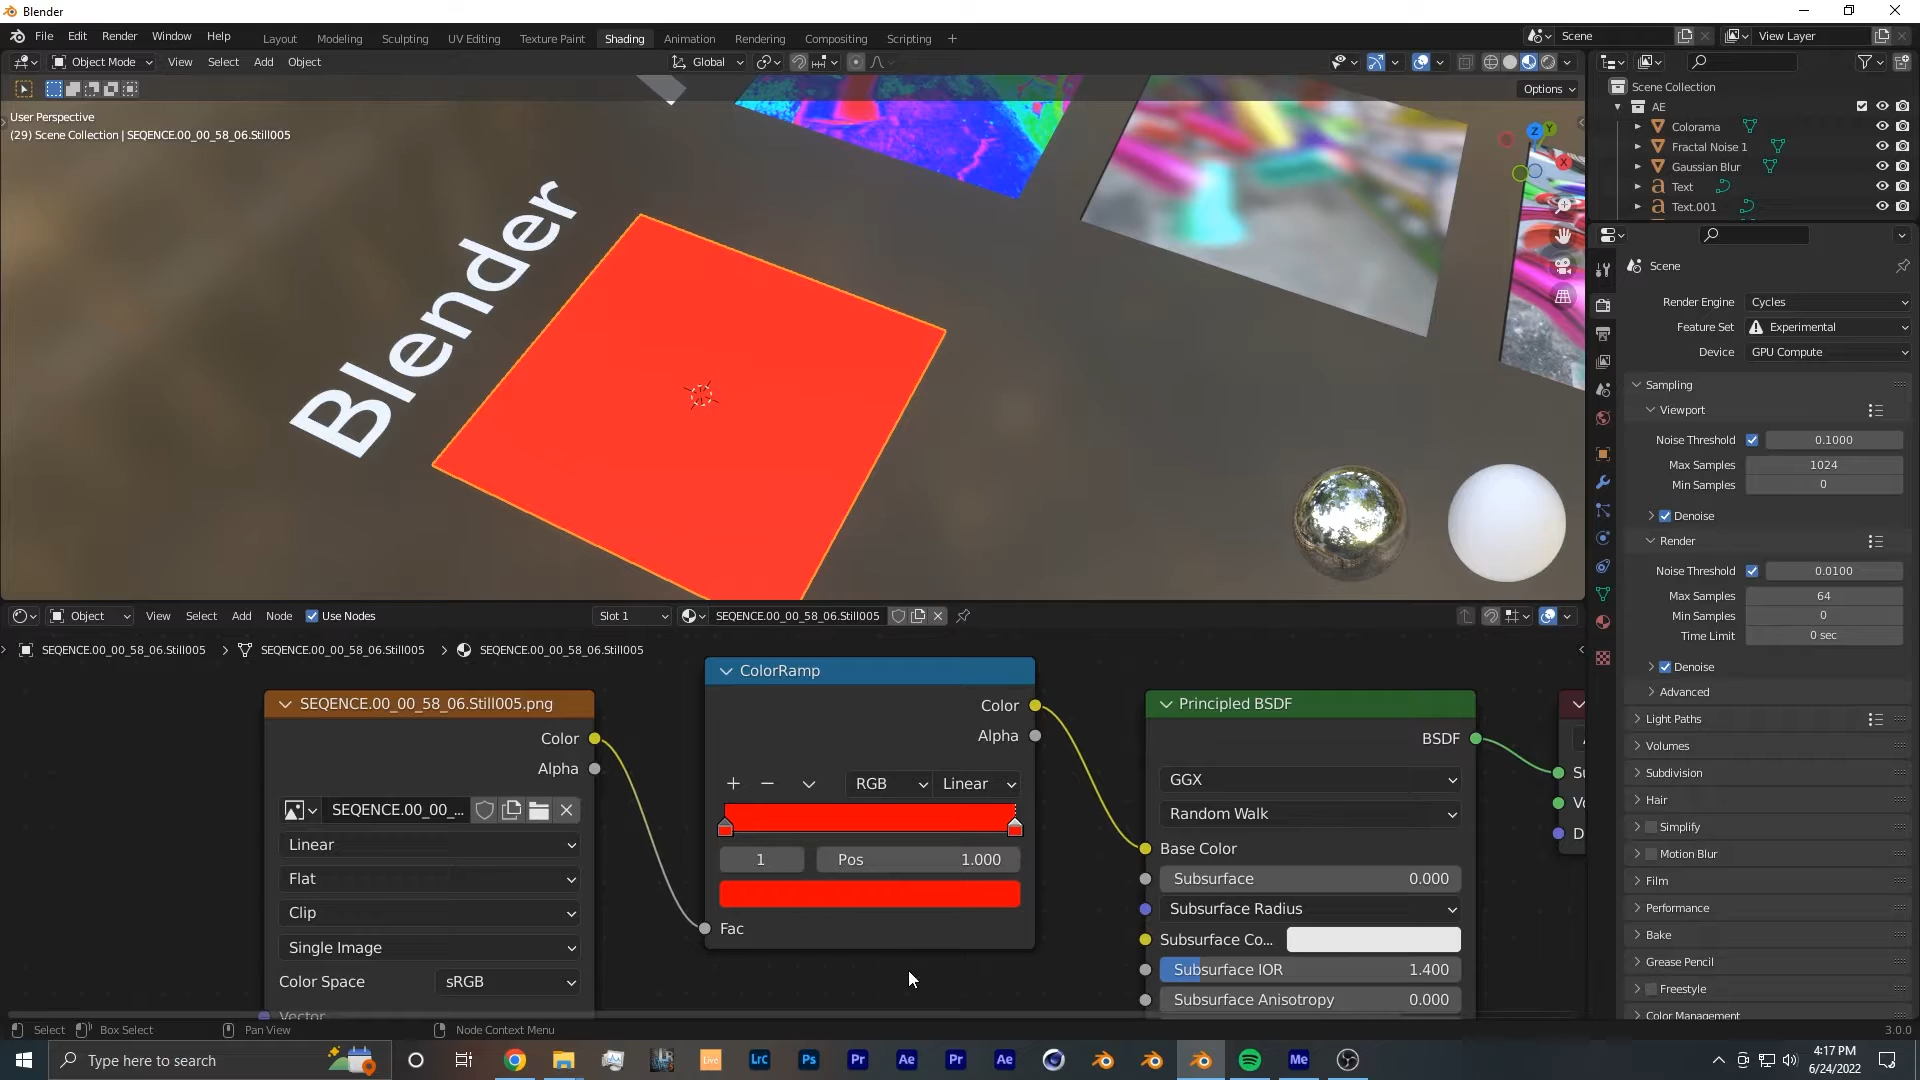 Blender
File Edit Render Window Help Layout Modeling Sculpting UV Editing Texture Paint Shading Animation Rendering Compositing Scripting + Scene View Layer
Object Mode View Select Add Object Global
Options
User Perspective
(29) Scene Collection | SEQENCE.00_00_58_06.Still005
Blender
Z
Y
X
Scene Collection
AE
Colorama
Fractal Noise 1
Gaussian Blur
Text
Text.001
Scene
Render Engine Cycles
Feature Set Experimental
Device GPU Compute
Sampling
Viewport
Noise Threshold 0.1000
Max Samples 1024
Min Samples 0
Denoise
Render
Noise Threshold 0.0100
Max Samples 64
Min Samples 0
Time Limit 0 sec
Denoise
Advanced
Light Paths
Volumes
Subdivision
Hair
Simplify
Motion Blur
Film
Performance
Bake
Grease Pencil
Freestyle
Color Management
Object View Select Add Node Use Nodes Slot 1 SEQENCE.00_00_58_06.Still005
SEQENCE.00_00_58_06.Still005 SEQENCE.00_00_58_06.Still005 SEQENCE.00_00_58_06.Still005
SEQENCE.00_00_58_06.Still005.png
Color
Alpha
SEQENCE.00_00_...
Linear
Flat
Clip
Single Image
Color Space sRGB
Vector
ColorRamp
Color
Alpha
+ − RGB Linear
1 Pos 1.000
Fac
Principled BSDF
BSDF
GGX
Random Walk
Base Color
Subsurface 0.000
Subsurface Radius
Subsurface Co...
Subsurface IOR 1.400
Subsurface Anisotropy 0.000
Select Box Select Pan View Node Context Menu 3.0.0
Type here to search Live Lrc Ps Pr Ae Pr Ae Me
4:17 PM
6/24/2022